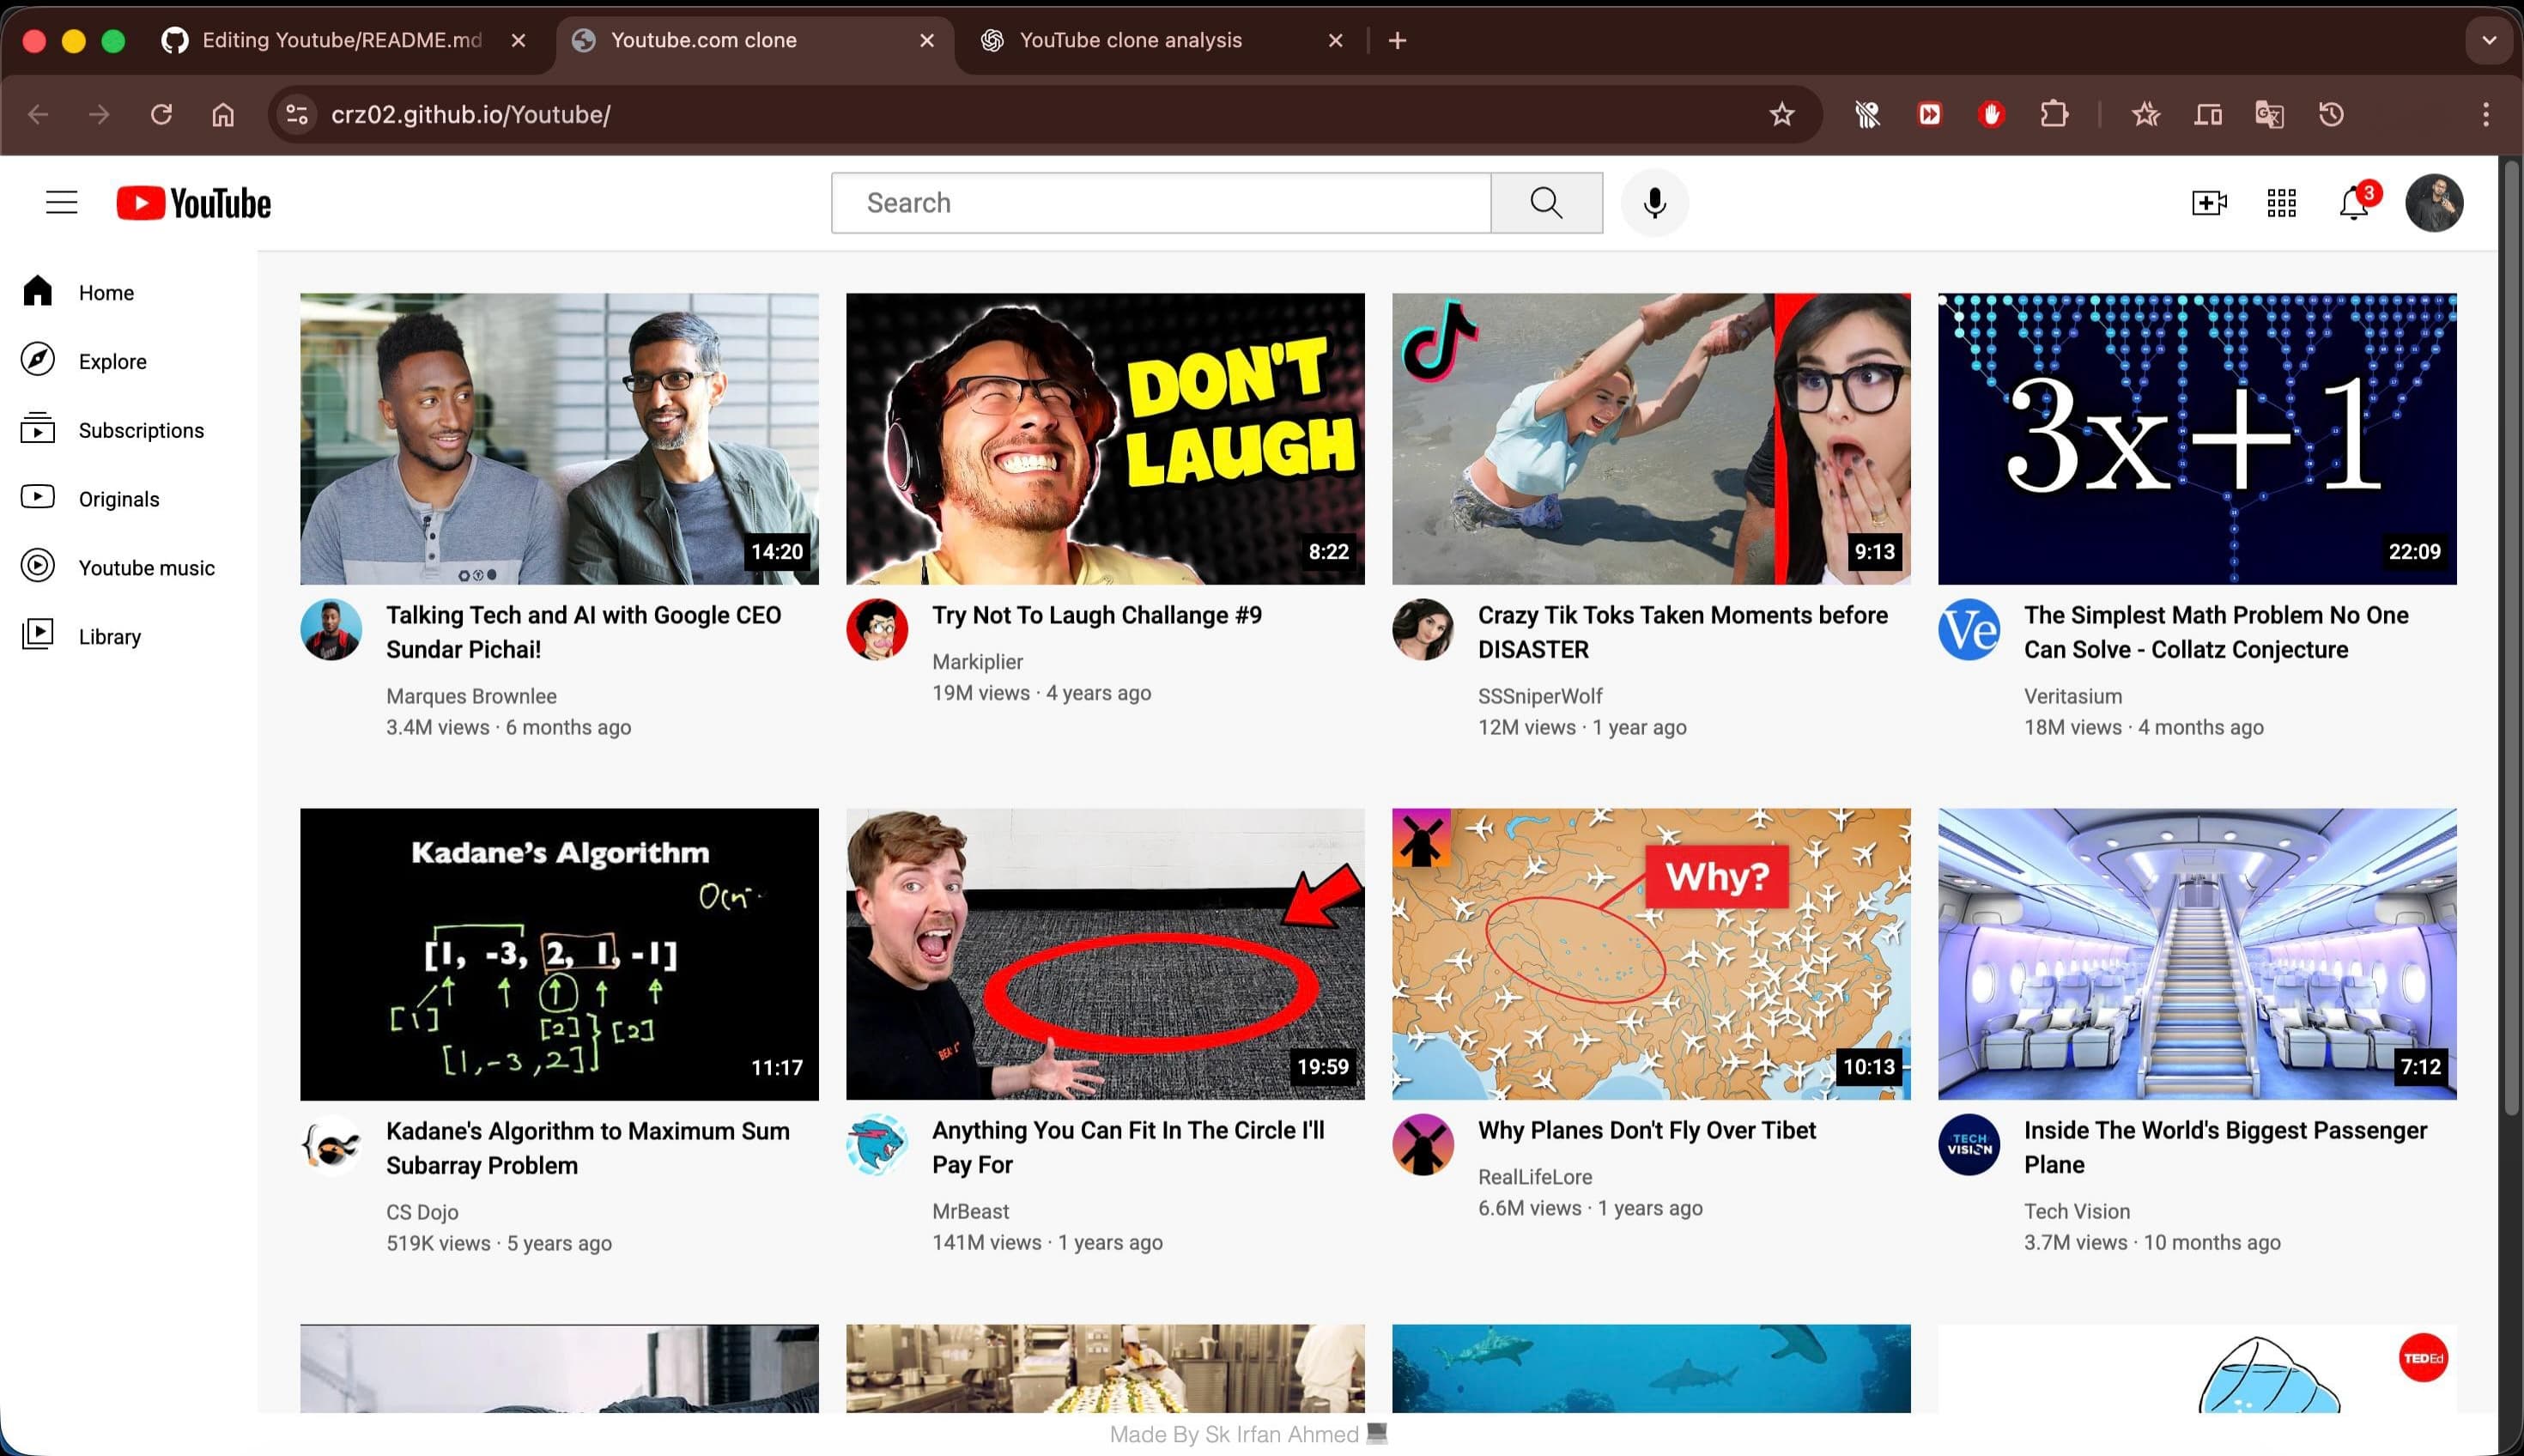 Editing Youtube/README.md
Youtube.com clone
YouTube clone analysis
crz02.github.io/Youtube/
YouTube
Search
3
Home
Explore
Subscriptions
Originals
Youtube music
Library
DON'T
LAUGH
3x+1
14:20
8:22
9:13
22:09
Talking Tech and AI with Google CEO
Sundar Pichai!
Marques Brownlee
3.4M views · 6 months ago
Try Not To Laugh Challange #9
Markiplier
19M views · 4 years ago
Crazy Tik Toks Taken Moments before
DISASTER
SSSniperWolf
12M views · 1 year ago
Ve
The Simplest Math Problem No One
Can Solve - Collatz Conjecture
Veritasium
18M views · 4 months ago
Kadane's Algorithm
[1, -3, 2, 1, -1]
[1]
[2]
[2]
[1,-3,2]
11:17
19:59
Why?
10:13
7:12
Kadane's Algorithm to Maximum Sum
Subarray Problem
CS Dojo
519K views · 5 years ago
Anything You Can Fit In The Circle I'll
Pay For
MrBeast
141M views · 1 years ago
Why Planes Don't Fly Over Tibet
RealLifeLore
6.6M views · 1 years ago
TECH
VISION
Inside The World's Biggest Passenger
Plane
Tech Vision
3.7M views · 10 months ago
TEDEd
Made By Sk Irfan Ahmed